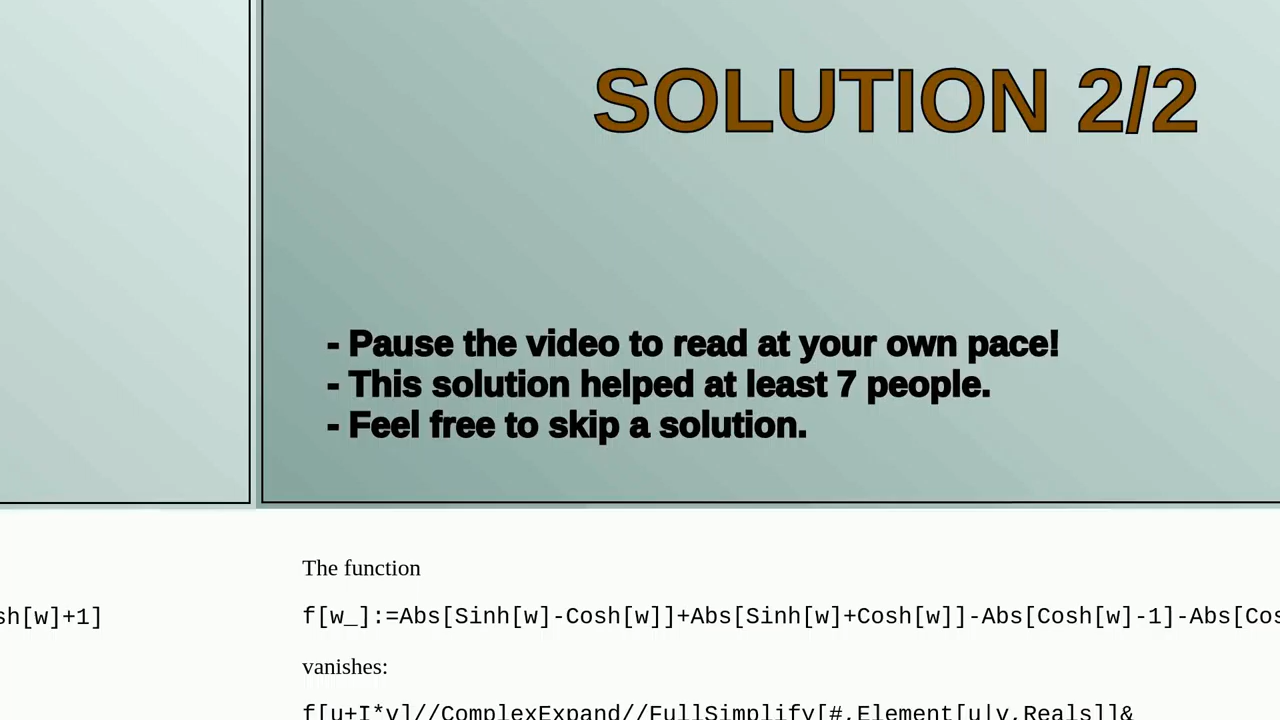 SOLUTION 2/2
- Pause the video to read at your own pace!
- This solution helped at least 7 people.
- Feel free to skip a solution.
The function
sh[w]+1]
f[w_]:=Abs[Sinh[w]-Cosh[w]]+Abs[Sinh[w]+Cosh[w]]-Abs[Cosh[w]-1]-Abs[Cos
vanishes:
f[u+I*v]//ComplexExpand//FullSimplify[#,Element[u|v,Reals]]&